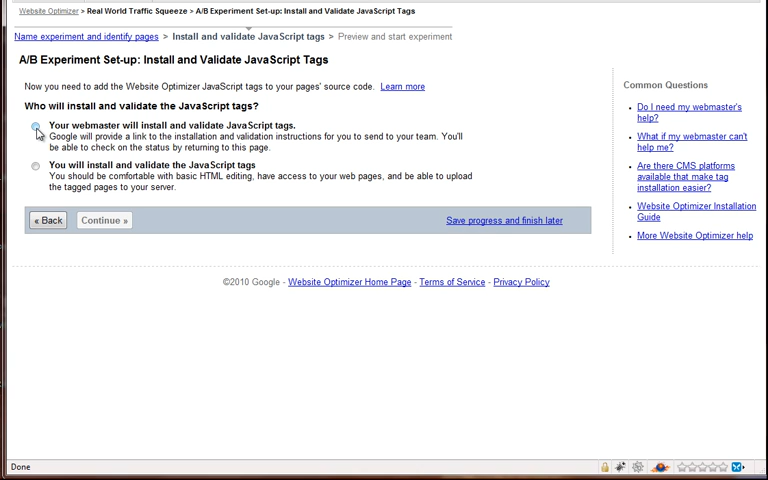 Website Optimizer > Real World Traffic Squeeze > A/B Experiment Set-up: Install and Validate JavaScript Tags
Name experiment and identify pages > Install and validate JavaScript tags > Preview and start experiment
A/B Experiment Set-up: Install and Validate JavaScript Tags
Now you need to add the Website Optimizer JavaScript tags to your pages' source code. Learn more
Who will install and validate the JavaScript tags?
Your webmaster will install and validate JavaScript tags.
Google will provide a link to the installation and validation instructions for you to send to your team. You'll
be able to check on the status by returning to this page.
You will install and validate the JavaScript tags
You should be comfortable with basic HTML editing, have access to your web pages, and be able to upload
the tagged pages to your server.
« Back Continue » Save progress and finish later
Common Questions
Do I need my webmaster's
help?
What if my webmaster can't
help me?
Are there CMS platforms
available that make tag
installation easier?
Website Optimizer Installation
Guide
More Website Optimizer help
©2010 Google - Website Optimizer Home Page - Terms of Service - Privacy Policy
Done